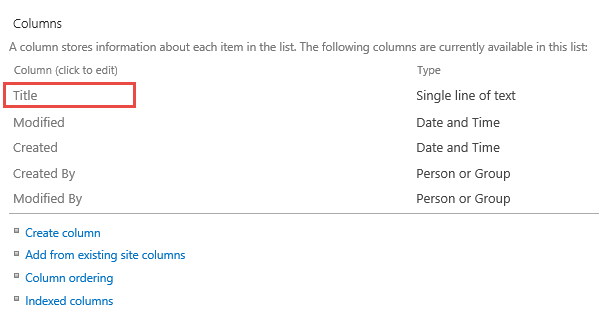 Columns
A column stores information about each item in the list. The following columns are currently available in this list:
Column (click to edit) Type
Title Single line of text
Modified Date and Time
Created Date and Time
Created By Person or Group
Modified By Person or Group
Create column
Add from existing site columns
Column ordering
Indexed columns